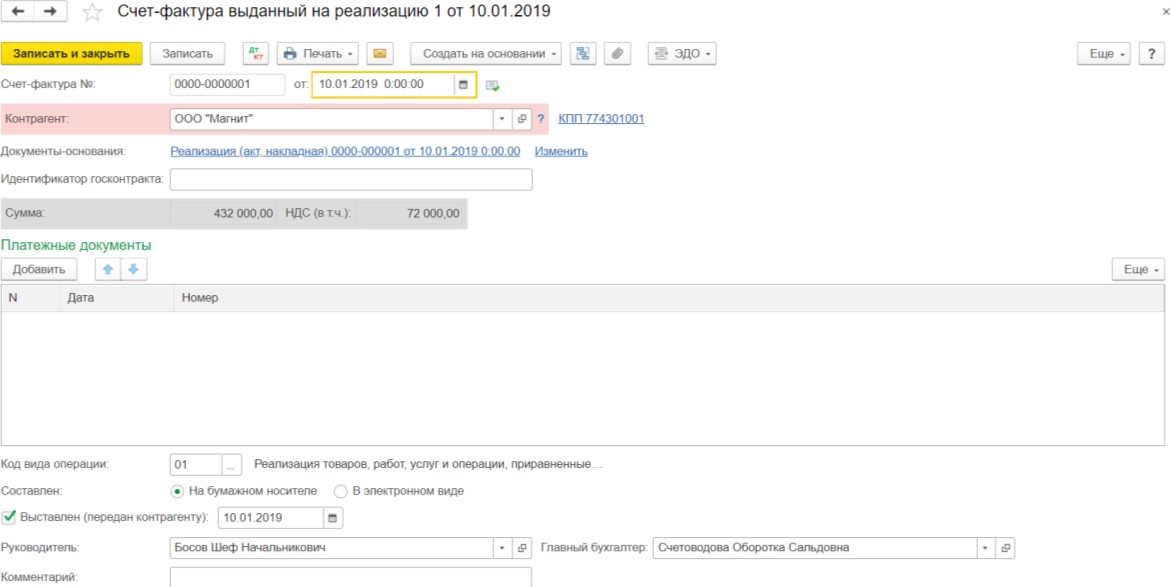 Счет-фактура выданный на реализацию 1 от 10.01.2019
Записать и закрыть Записать Дт Кт Печать Создать на основании ЭДО Еще ?
Счет-фактура №: 0000-0000001 от: 10.01.2019 0:00:00
Контрагент: ООО "Магнит" ? КПП 774301001
Документы-основания: Реализация (акт, накладная) 0000-000001 от 10.01.2019 0:00:00 Изменить
Идентификатор госконтракта:
Сумма: 432 000,00 НДС (в т.ч.): 72 000,00
Платежные документы
Добавить Еще
N Дата Номер
Код вида операции: 01 ... Реализация товаров, работ, услуг и операции, приравненные...
Составлен: На бумажном носителе В электронном виде
Выставлен (передан контрагенту): 10.01.2019
Руководитель: Босов Шеф Начальникович Главный бухгалтер: Счетоводова Оборотка Сальдовна
Комментарий: